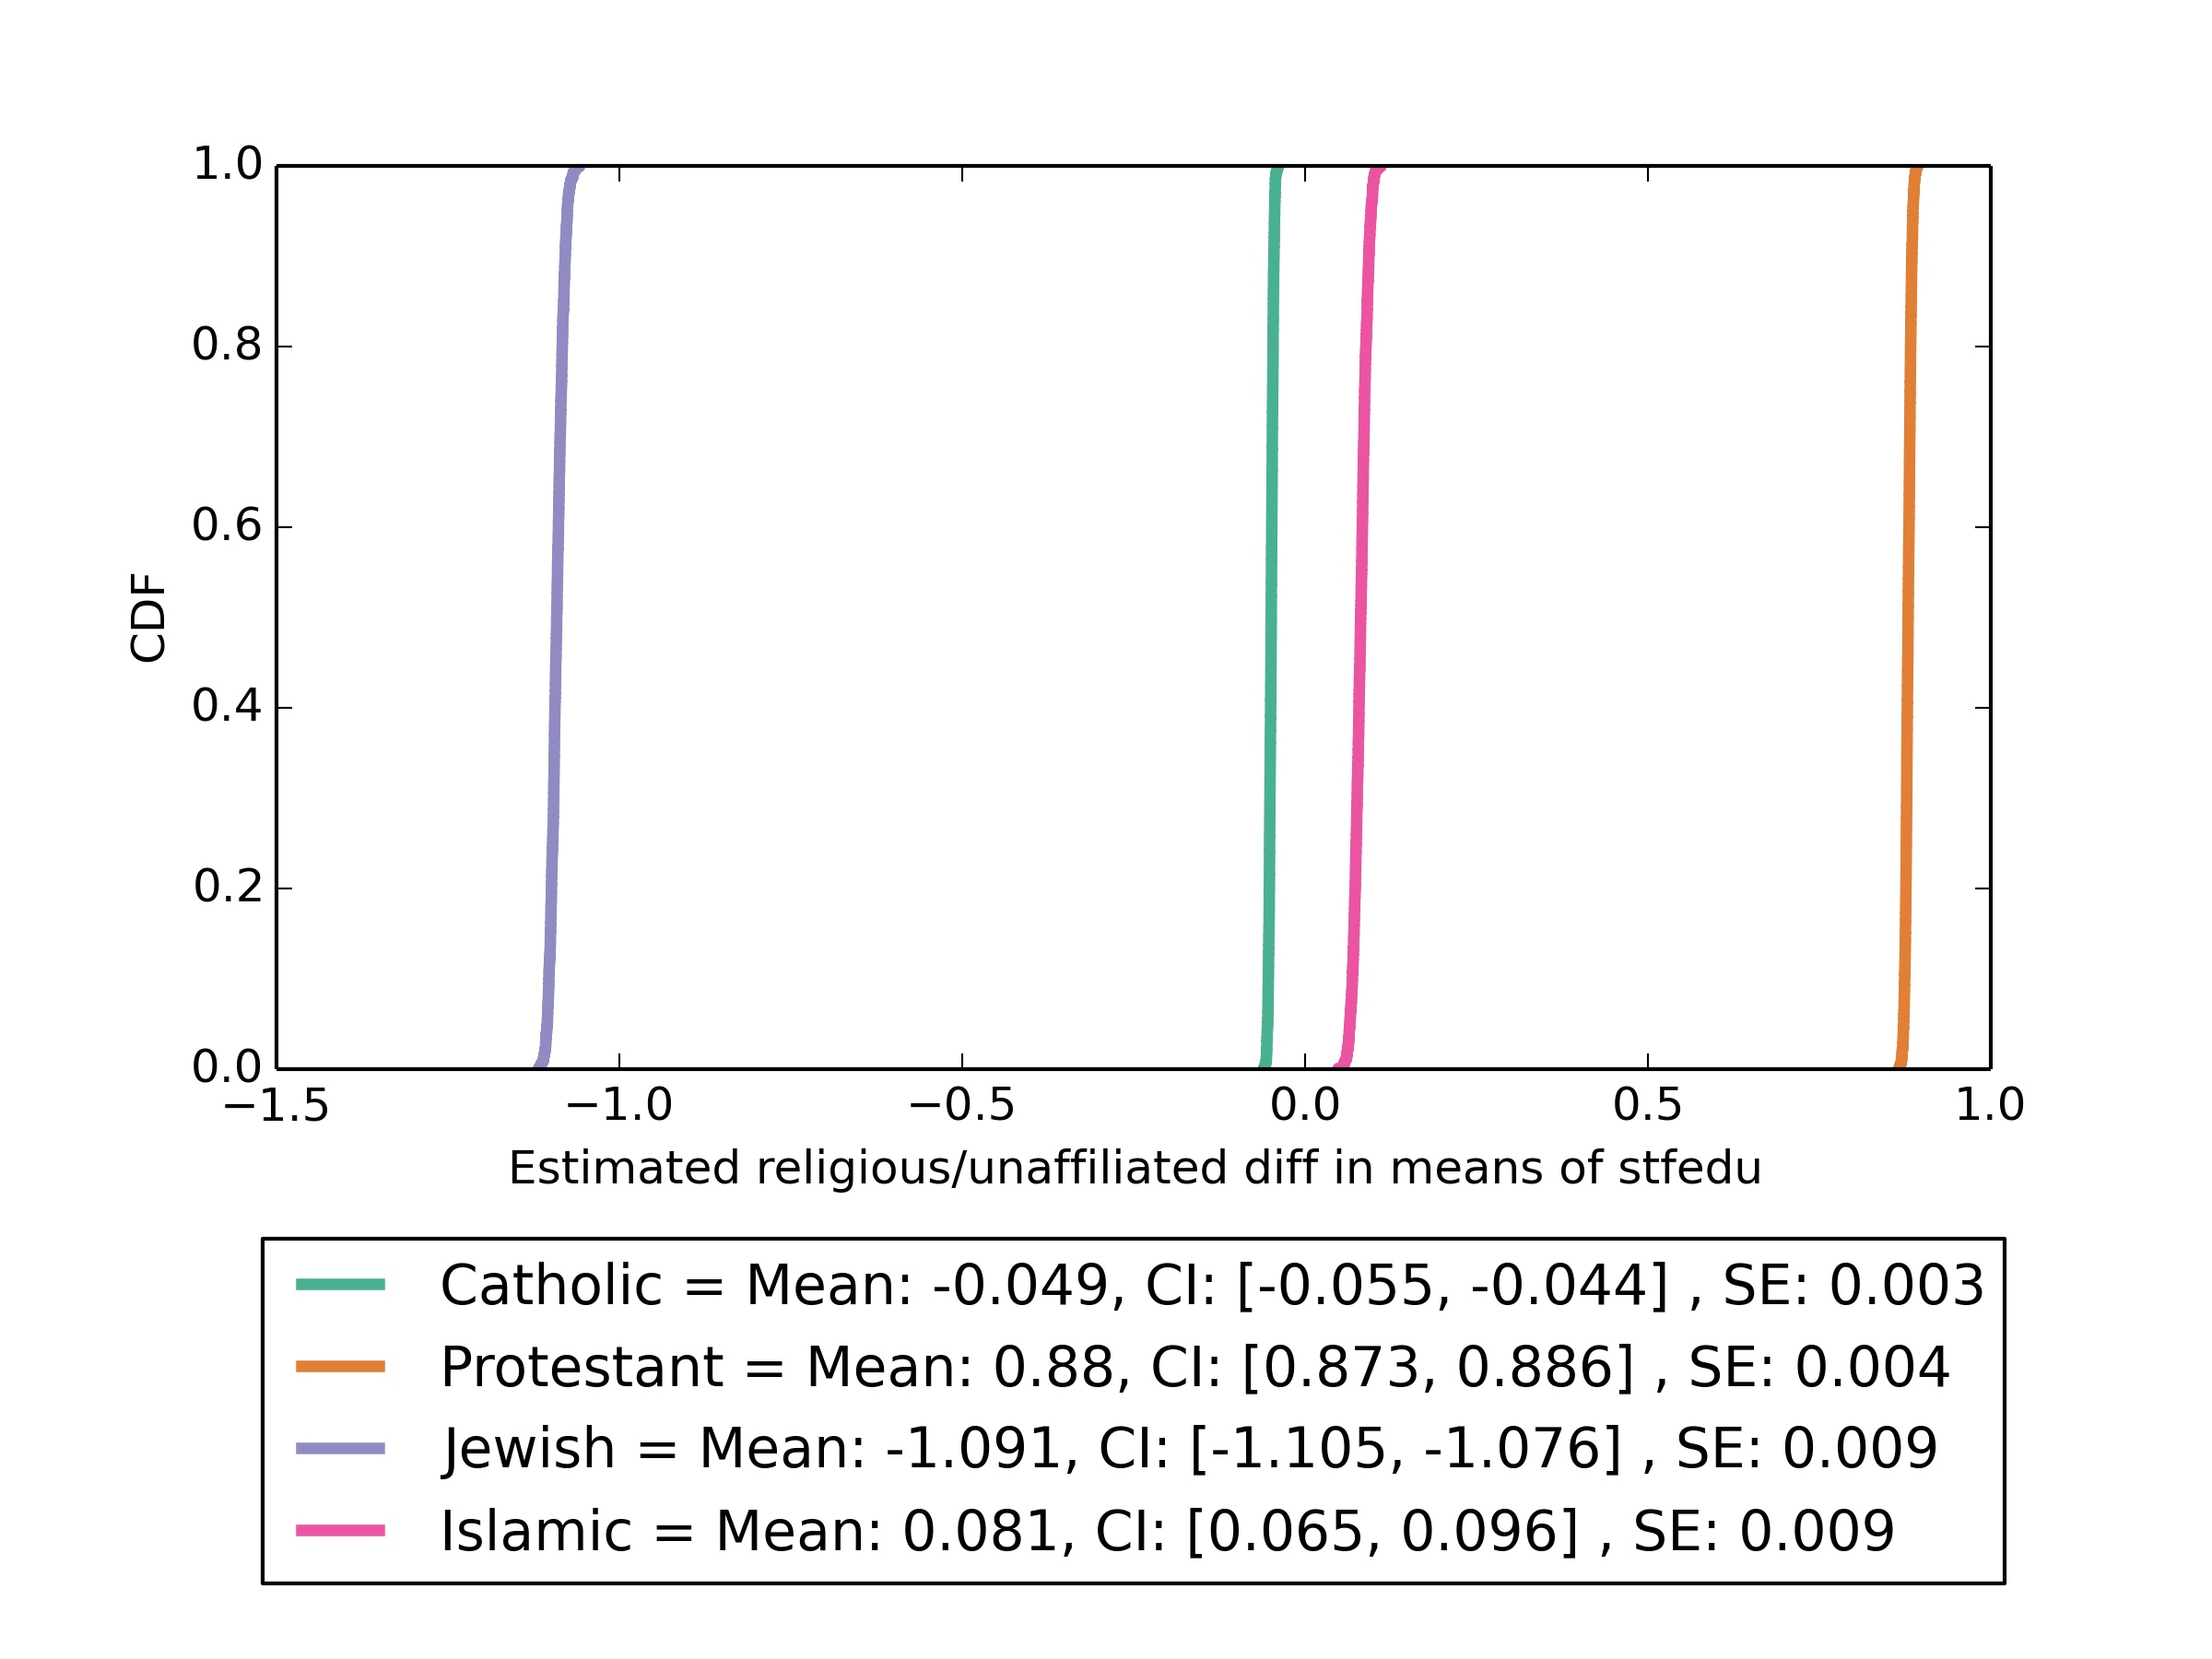 1.0
0.8
0.6
0.4
0.2
0.0
CDF
−1.5 −1.0 −0.5 0.0 0.5 1.0
Estimated religious/unaffiliated diff in means of stfedu
Catholic = Mean: -0.049, CI: [-0.055, -0.044] , SE: 0.003
Protestant = Mean: 0.88, CI: [0.873, 0.886] , SE: 0.004
Jewish = Mean: -1.091, CI: [-1.105, -1.076] , SE: 0.009
Islamic = Mean: 0.081, CI: [0.065, 0.096] , SE: 0.009